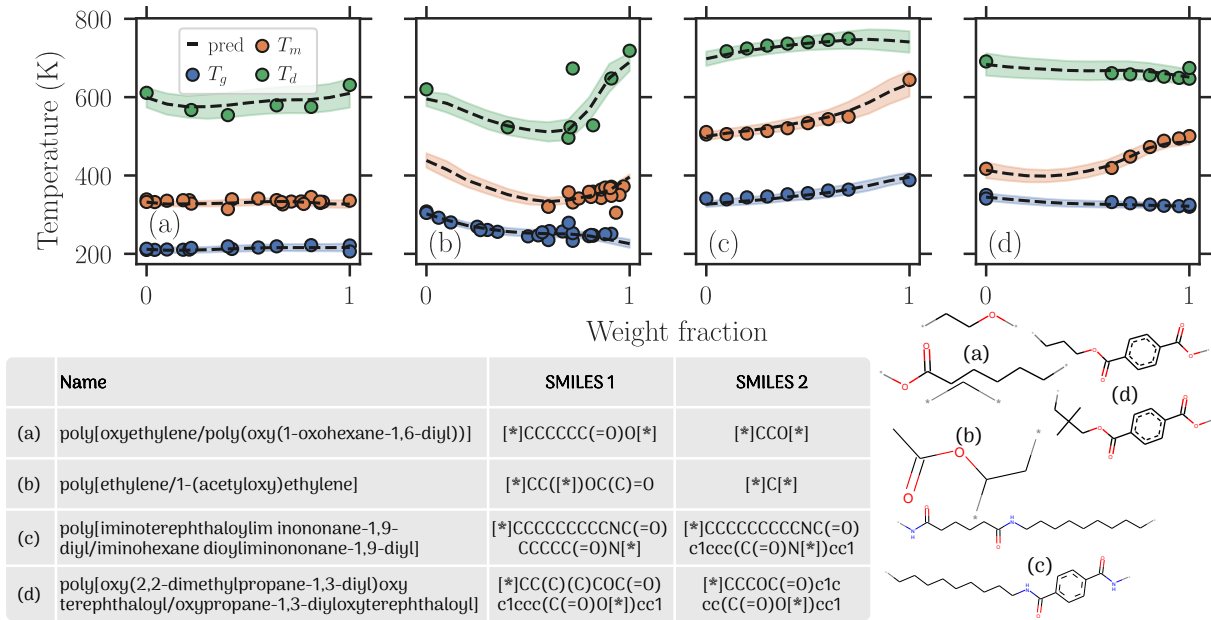 800
600
400
200
Temperature (K)
pred
T_m
T_g
T_d
(a)
(b)
(c)
(d)
0
1
0
1
0
1
0
1
Weight fraction
Name
SMILES 1
SMILES 2
(a)
poly[oxyethylene/poly(oxy(1-oxohexane-1,6-diyl))]
[*]CCCCCC(=O)O[*]
[*]CCO[*]
(b)
poly[ethylene/1-(acetyloxy)ethylene]
[*]CC([*])OC(C)=O
[*]C[*]
(c)
poly[iminoterephthaloylim inononane-1,9-
diyl/iminohexane dioyliminononane-1,9-diyl]
[*]CCCCCCCCCNC(=O)
CCCCC(=O)N[*]
[*]CCCCCCCCCNC(=O)
c1ccc(C(=O)N[*])cc1
(d)
poly[oxy(2,2-dimethylpropane-1,3-diyl)oxy
terephthaloyl/oxypropane-1,3-diyloxyterephthaloyl]
[*]CC(C)(C)COC(=O)
c1ccc(C(=O)O[*])cc1
[*]CCCOC(=O)c1c
cc(C(=O)O[*])cc1
* O *
(a)
O
* O *
* *
O
O O *
(d)
O
O
O O *
O
(b)
O *
O
*
O
NH NH
O
(c)
O
NH NH
O